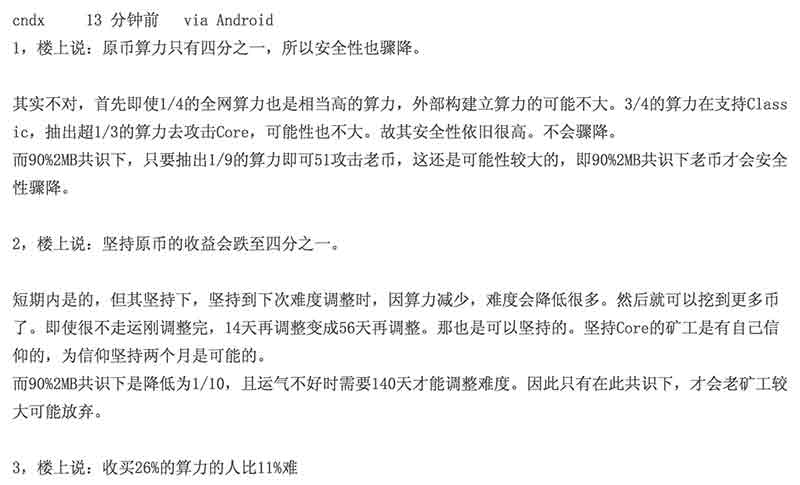 cndx 13 分钟前 via Android
1，楼上说：原币算力只有四分之一，所以安全性也骤降。
其实不对，首先即使1/4的全网算力也是相当高的算力，外部构建立算力的可能不大。3/4的算力在支持Class
ic，抽出超1/3的算力去攻击Core，可能性也不大。故其安全性依旧很高。不会骤降。
而90%2MB共识下，只要抽出1/9的算力即可51攻击老币，这还是可能性较大的，即90%2MB共识下老币才会安全
性骤降。
2，楼上说：坚持原币的收益会跌至四分之一。
短期内是的，但其坚持下，坚持到下次难度调整时，因算力减少，难度会降低很多。然后就可以挖到更多币
了。即使很不走运刚调整完，14天再调整变成56天再调整。那也是可以坚持的。坚持Core的矿工是有自己信
仰的，为信仰坚持两个月是可能的。
而90%2MB共识下是降低为1/10，且运气不好时需要140天才能调整难度。因此只有在此共识下，才会老矿工较
大可能放弃。
3，楼上说：收买26%的算力的人比11%难